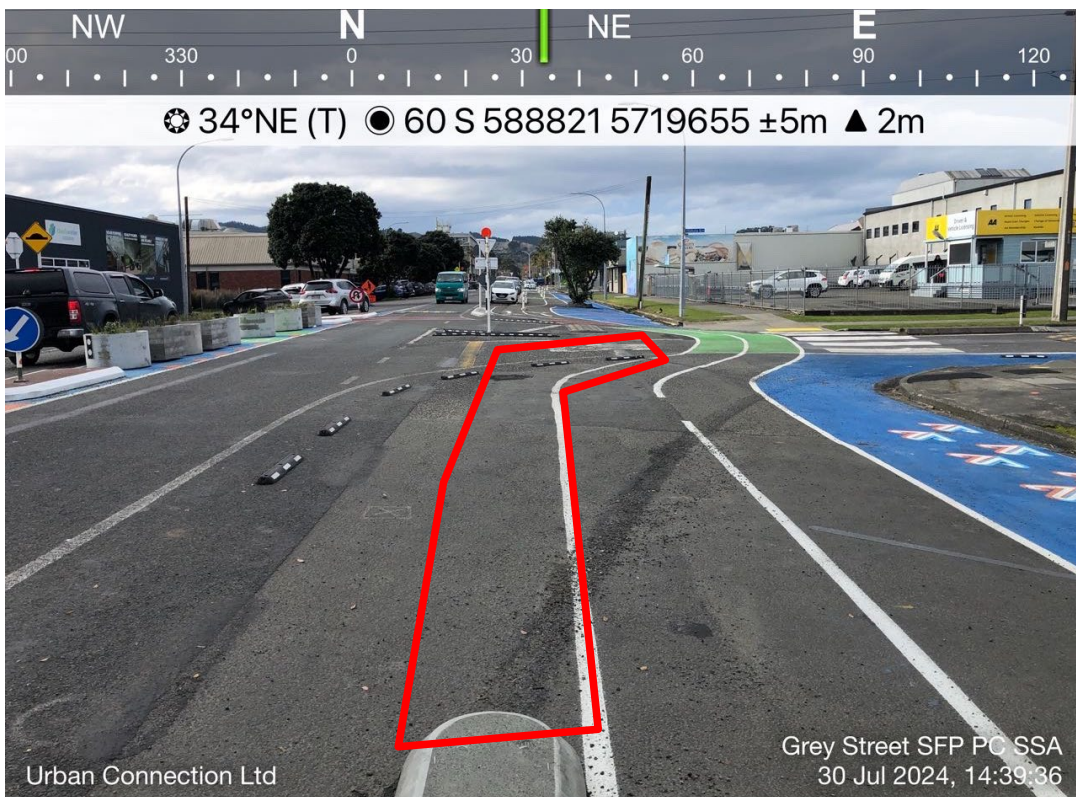 NW N NE E
00 330 0 30 60 90 120
34°NE (T) 60 S 588821 5719655 ±5m ▲ 2m
AA
Grey Street SFP PC SSA
Urban Connection Ltd 30 Jul 2024, 14:39:36